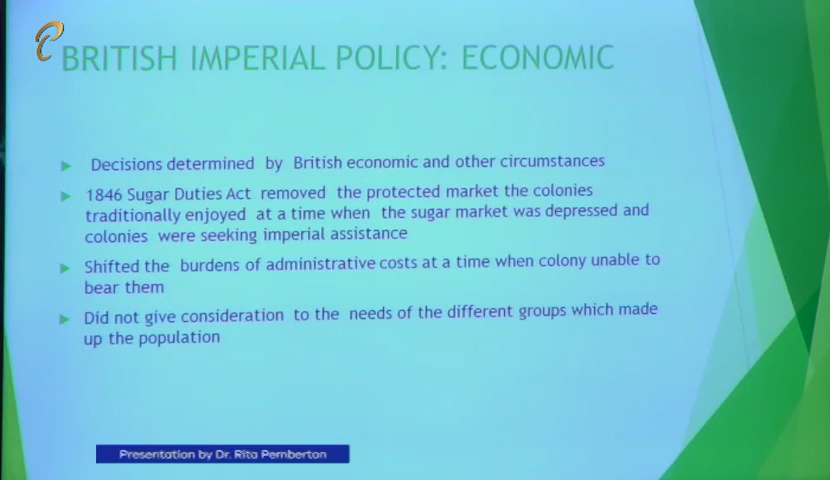 BRITISH IMPERIAL POLICY: ECONOMIC
Decisions determined by British economic and other circumstances
1846 Sugar Duties Act removed the protected market the colonies
traditionally enjoyed at a time when the sugar market was depressed and
colonies were seeking imperial assistance
Shifted the burdens of administrative costs at a time when colony unable to
bear them
Did not give consideration to the needs of the different groups which made
up the population
Presentation by Dr. Rita Pemberton